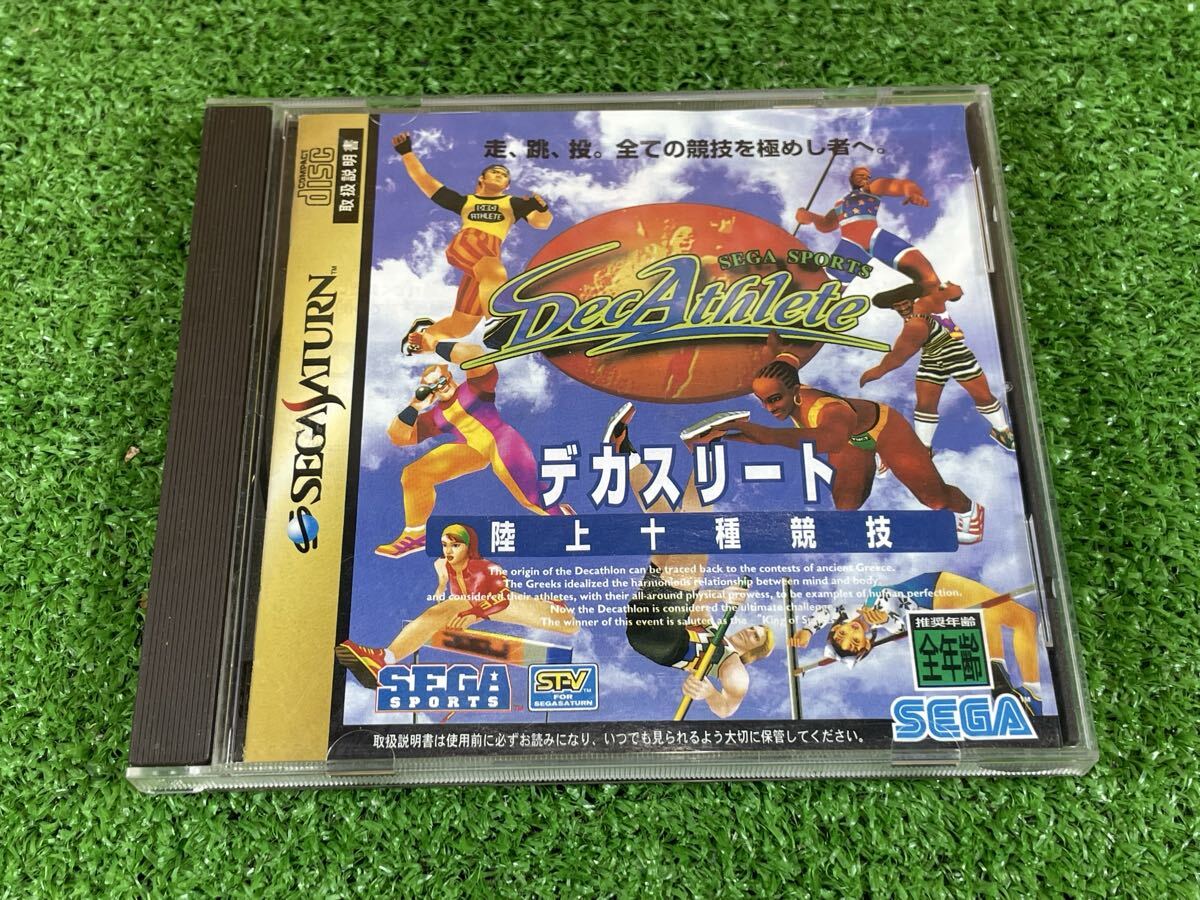 COMPACT
disc
取扱説明書
SEGA SATURN™
走、跳、投。全ての競技を極めし者へ。
DEC
ATHLETE
SEGA SPORTS
DecAthlete
デカスリート
陸上十種競技
The origin of the Decathlon can be traced back to the contests of ancient Greece.
The Greeks idealized the harmonious relationship between mind and body
and considered their athletes, with their all-around physical prowess, to be examples of human perfection.
Now the Decathlon is considered the ultimate challenge.
The winner of this event is saluted as the "King of
SEGA
SPORTS™
ST-V™
FOR
SEGASATURN
推奨年齢
全年齢
SEGA
取扱説明書は使用前に必ずお読みになり、いつでも見られるよう大切に保管してください。